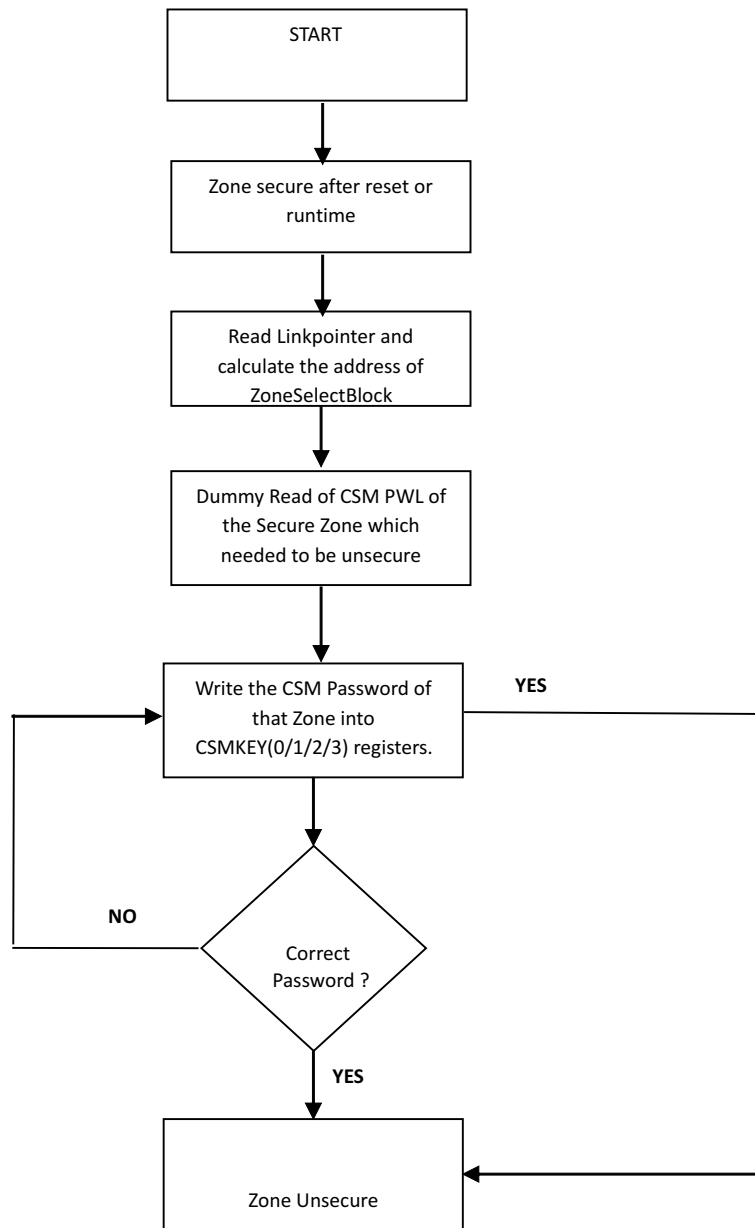 START
Zone secure after reset or
runtime
Read Linkpointer and
calculate the address of
ZoneSelectBlock
Dummy Read of CSM PWL of
the Secure Zone which
needed to be unsecure
Write the CSM Password of
that Zone into
CSMKEY(0/1/2/3) registers.
YES
NO
Correct
Password ?
YES
Zone Unsecure